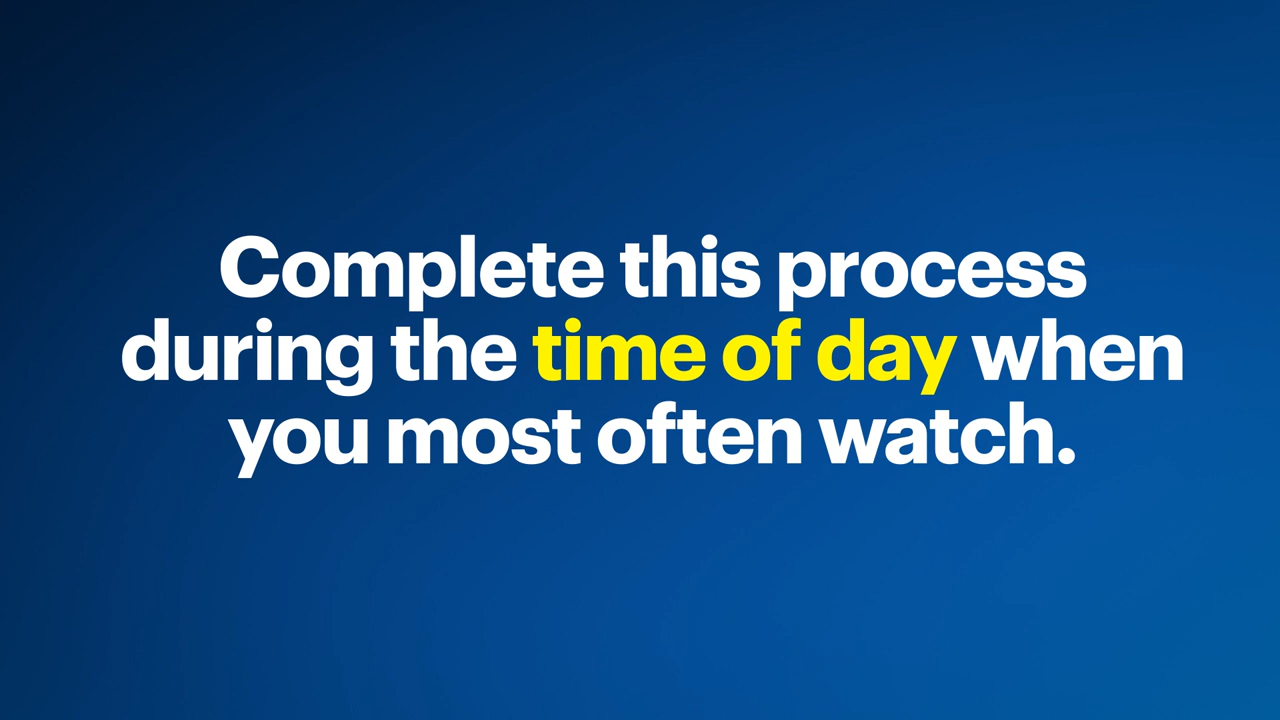 Complete this process
during the time of day when
you most often watch.